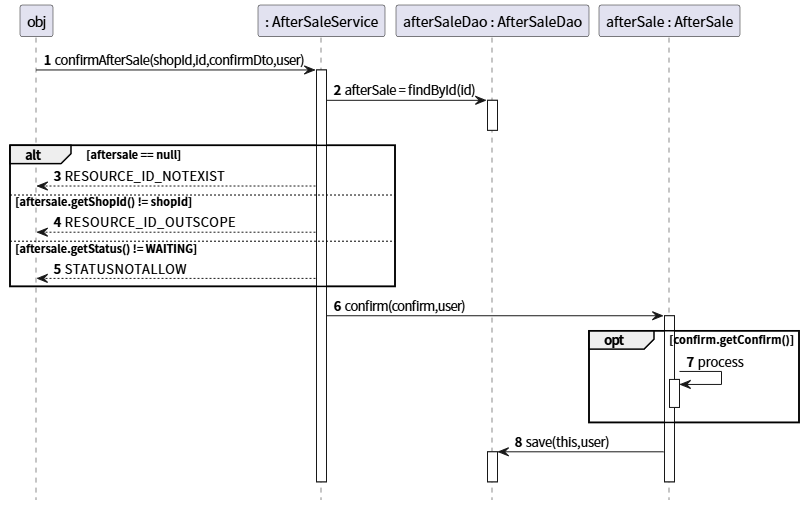 obj
: AfterSaleService
afterSaleDao : AfterSaleDao
afterSale : AfterSale
1 confirmAfterSale(shopId,id,confirmDto,user)
2 afterSale = findById(id)
alt [aftersale == null]
3 RESOURCE_ID_NOTEXIST
[aftersale.getShopId() != shopId]
4 RESOURCE_ID_OUTSCOPE
[aftersale.getStatus() != WAITING]
5 STATUSNOTALLOW
6 confirm(confirm,user)
opt [confirm.getConfirm()]
7 process
8 save(this,user)